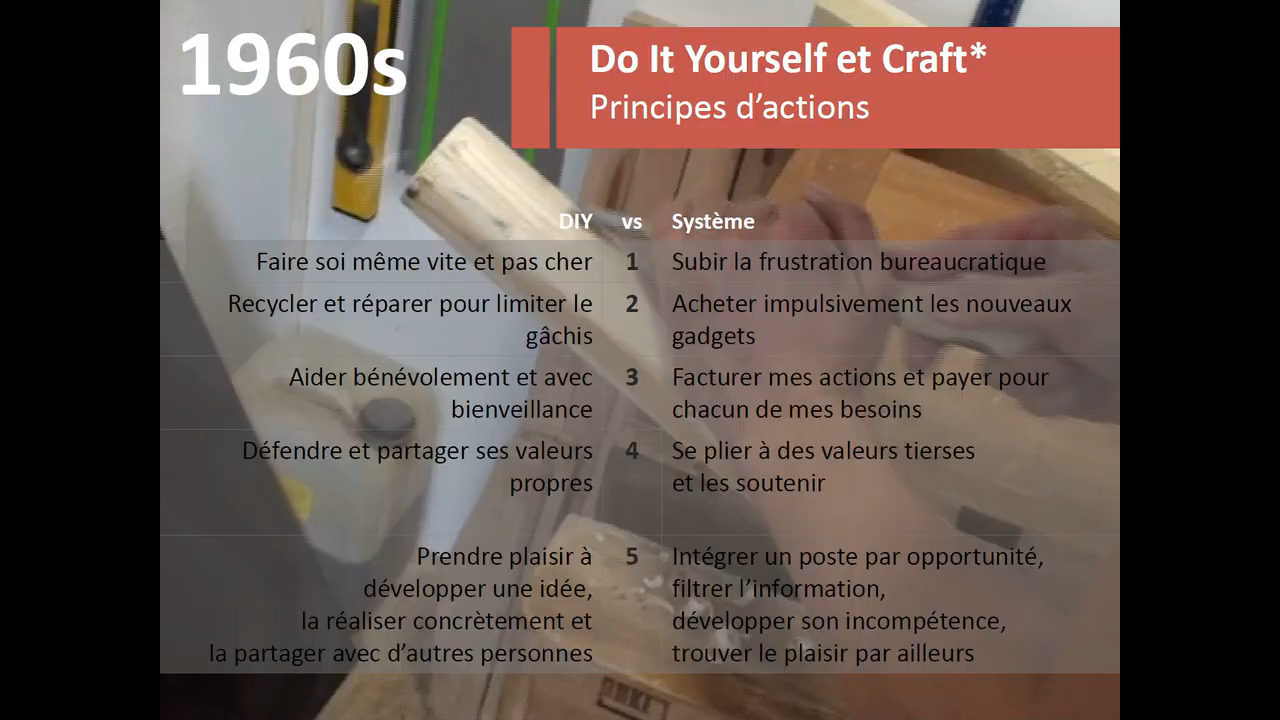 1960s
Do It Yourself et Craft*
Principes d’actions
DIY vs Système
Faire soi même vite et pas cher 1 Subir la frustration bureaucratique
Recycler et réparer pour limiter le 2 Acheter impulsivement les nouveaux
gâchis gadgets
Aider bénévolement et avec 3 Facturer mes actions et payer pour
bienveillance chacun de mes besoins
Défendre et partager ses valeurs 4 Se plier à des valeurs tierses
propres et les soutenir
Prendre plaisir à 5 Intégrer un poste par opportunité,
développer une idée, filtrer l’information,
la réaliser concrètement et développer son incompétence,
la partager avec d’autres personnes trouver le plaisir par ailleurs